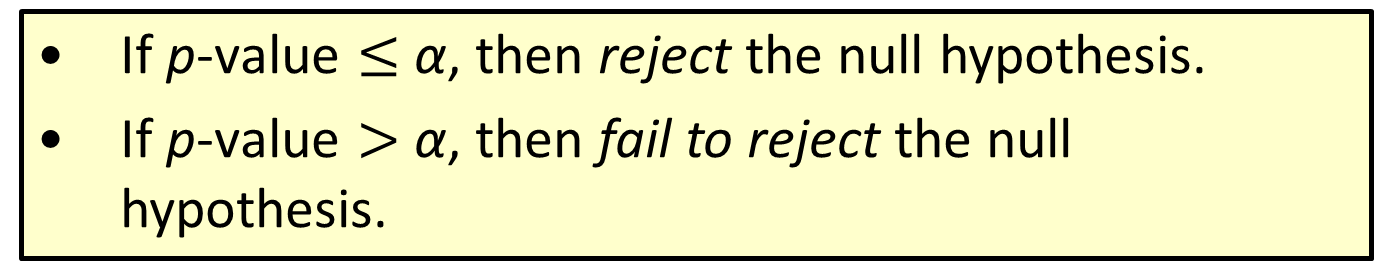 • If p-value ≤ α, then reject the null hypothesis.
• If p-value > α, then fail to reject the null
hypothesis.